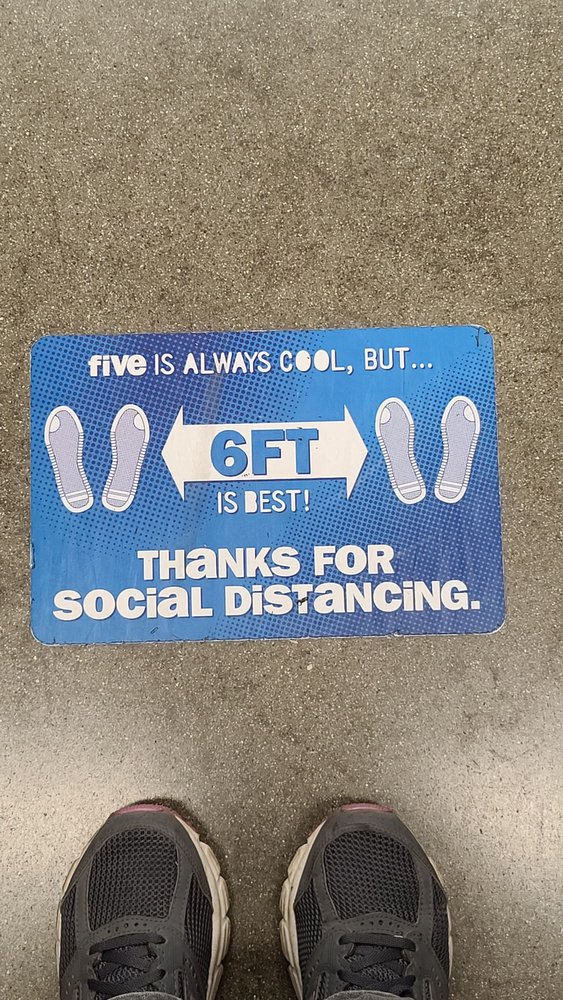 five IS ALWAYS COOL, BUT...
6FT
IS BEST!
THaNKS FOR
SOCiaL DiSTaNCiNG.